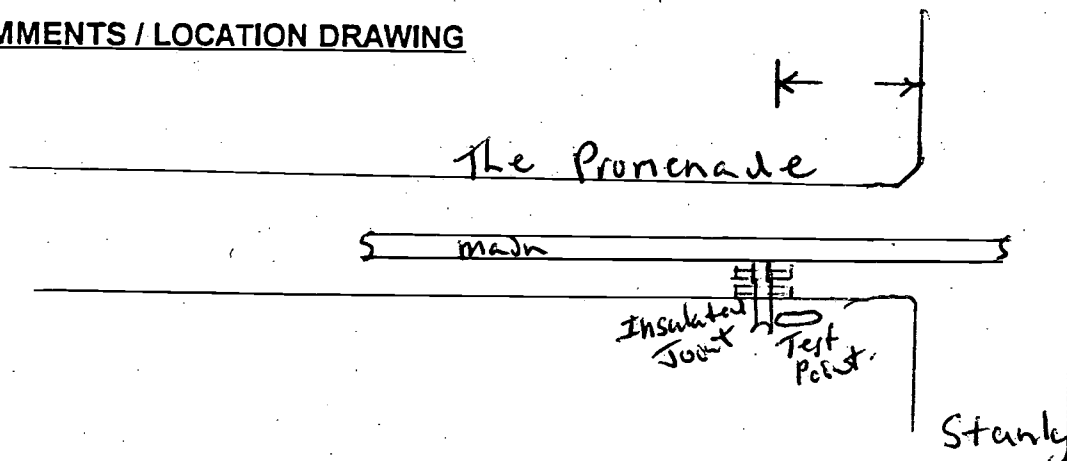 MMENTS / LOCATION DRAWING
The Promenade
main
Insulated
Joint
Test
Point.
Stanly